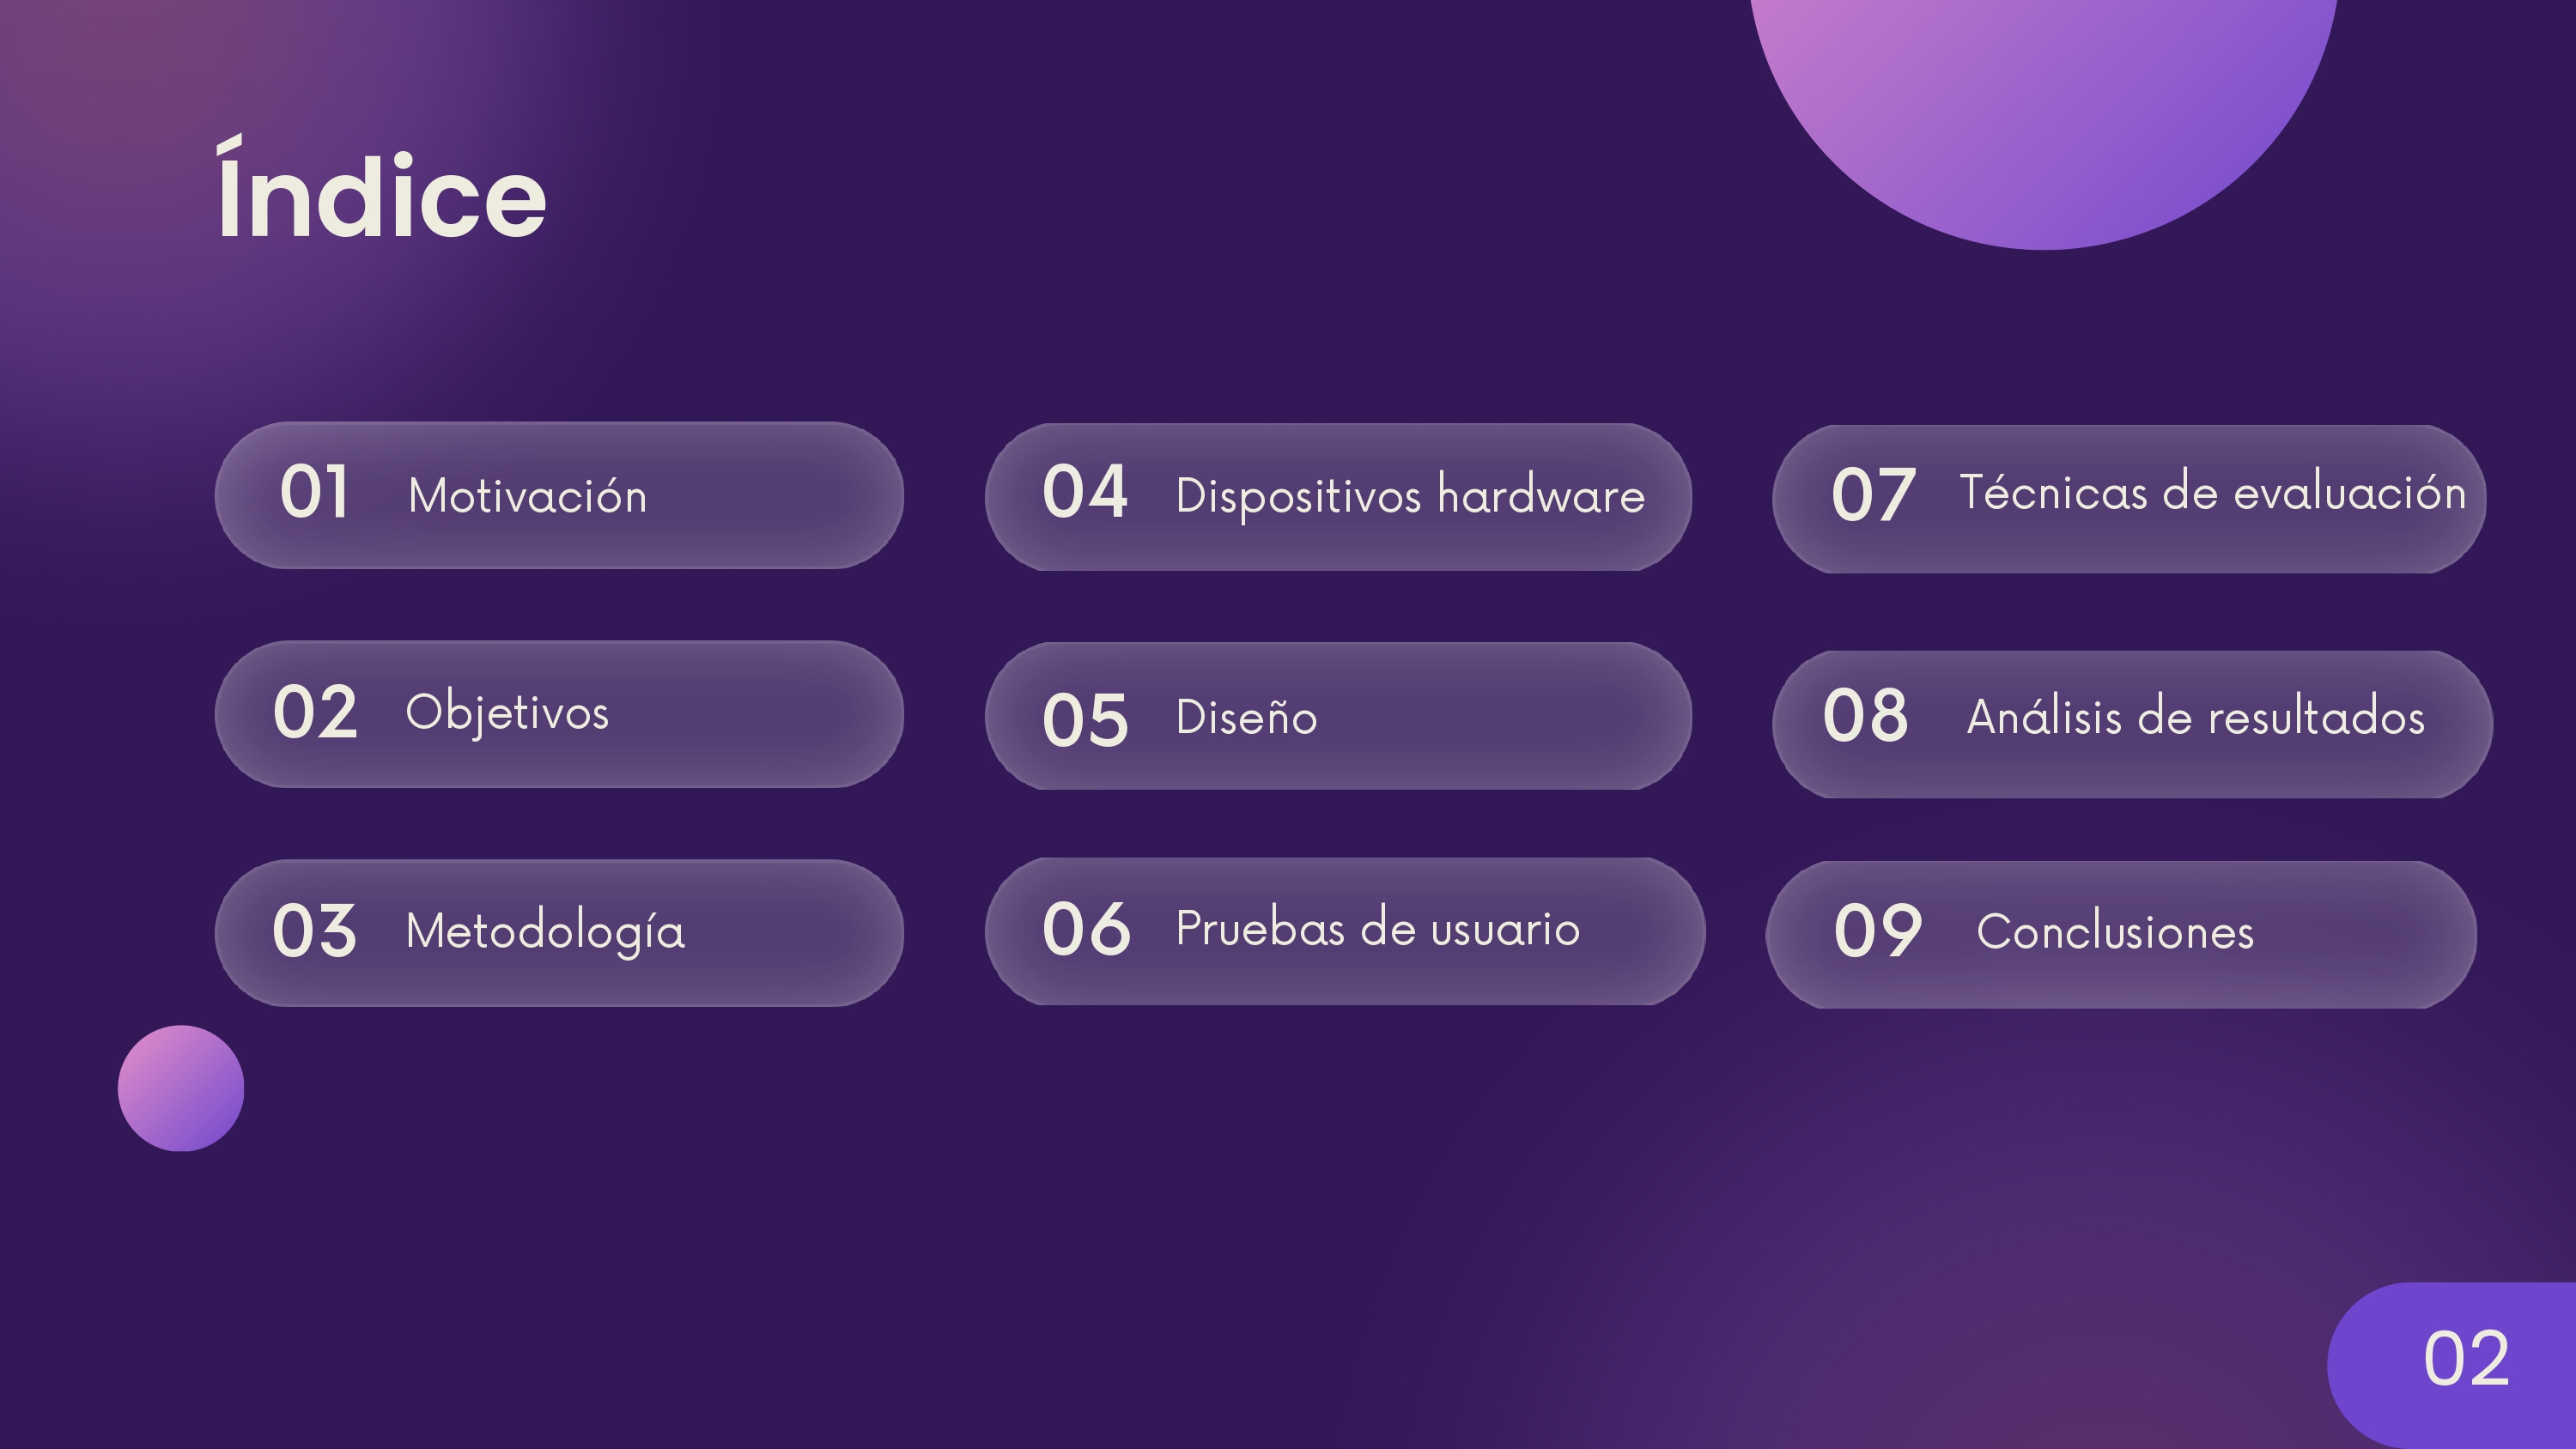 Índice
01 Motivación
02 Objetivos
03 Metodología
04 Dispositivos hardware
05 Diseño
06 Pruebas de usuario
07 Técnicas de evaluación
08 Análisis de resultados
09 Conclusiones
02